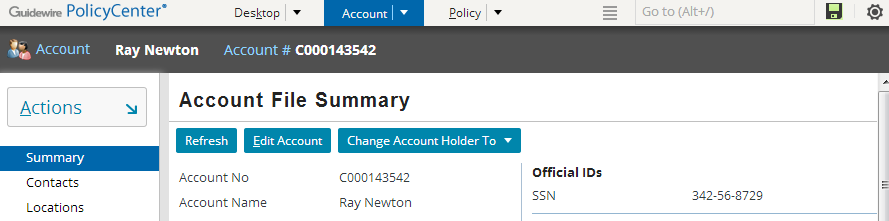 Guidewire PolicyCenter® Desktop Account Policy Go to (Alt+/)
Account Ray Newton Account # C000143542
Actions
Summary
Contacts
Locations
Account File Summary
Refresh Edit Account Change Account Holder To
Account No C000143542
Account Name Ray Newton
Official IDs
SSN 342-56-8729